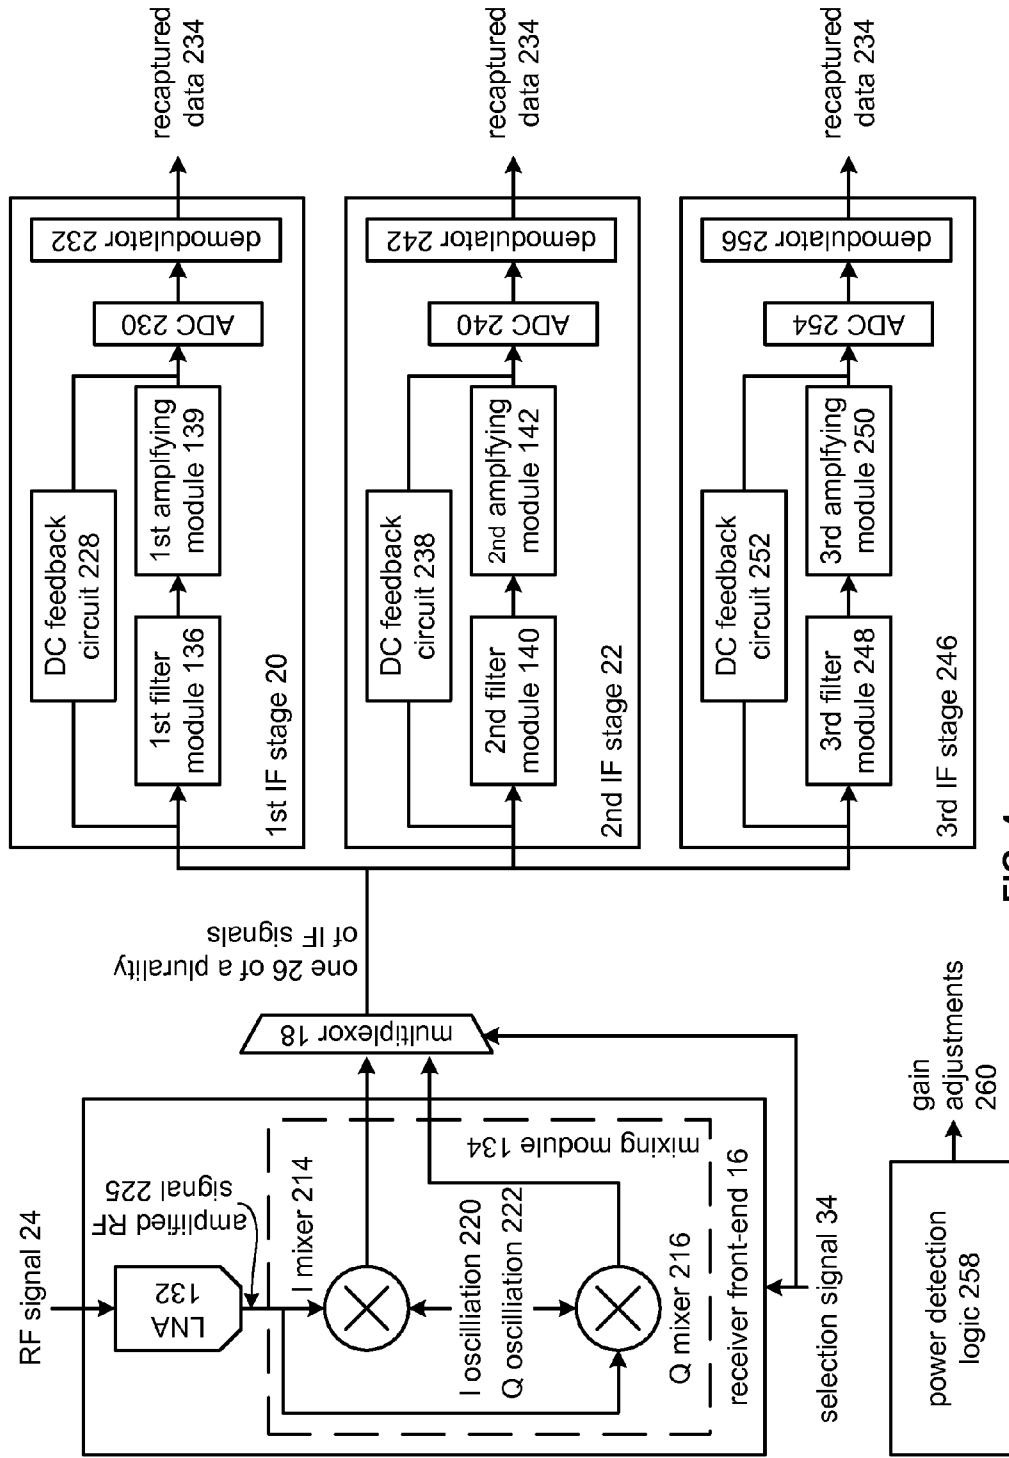 RF signal 24
LNA
132
amplified RF
signal 225
I mixer 214
I oscilliation 220
Q oscilliation 222
Q mixer 216
mixing module 134
receiver front-end 16
selection signal 34
multiplexor 18
one 26 of a plurality
of IF signals
DC feedback
circuit 228
1st filter
module 136
1st amplfying
module 139
ADC 230
demodulator 232
1st IF stage 20
recaptured
data 234
DC feedback
circuit 238
2nd filter
module 140
2nd amplfying
module 142
ADC 240
demodulator 242
2nd IF stage 22
recaptured
data 234
DC feedback
circuit 252
3rd filter
module 248
3rd amplfying
module 250
ADC 254
demodulator 256
3rd IF stage 246
recaptured
data 234
power detection
logic 258
gain
adjustments
260